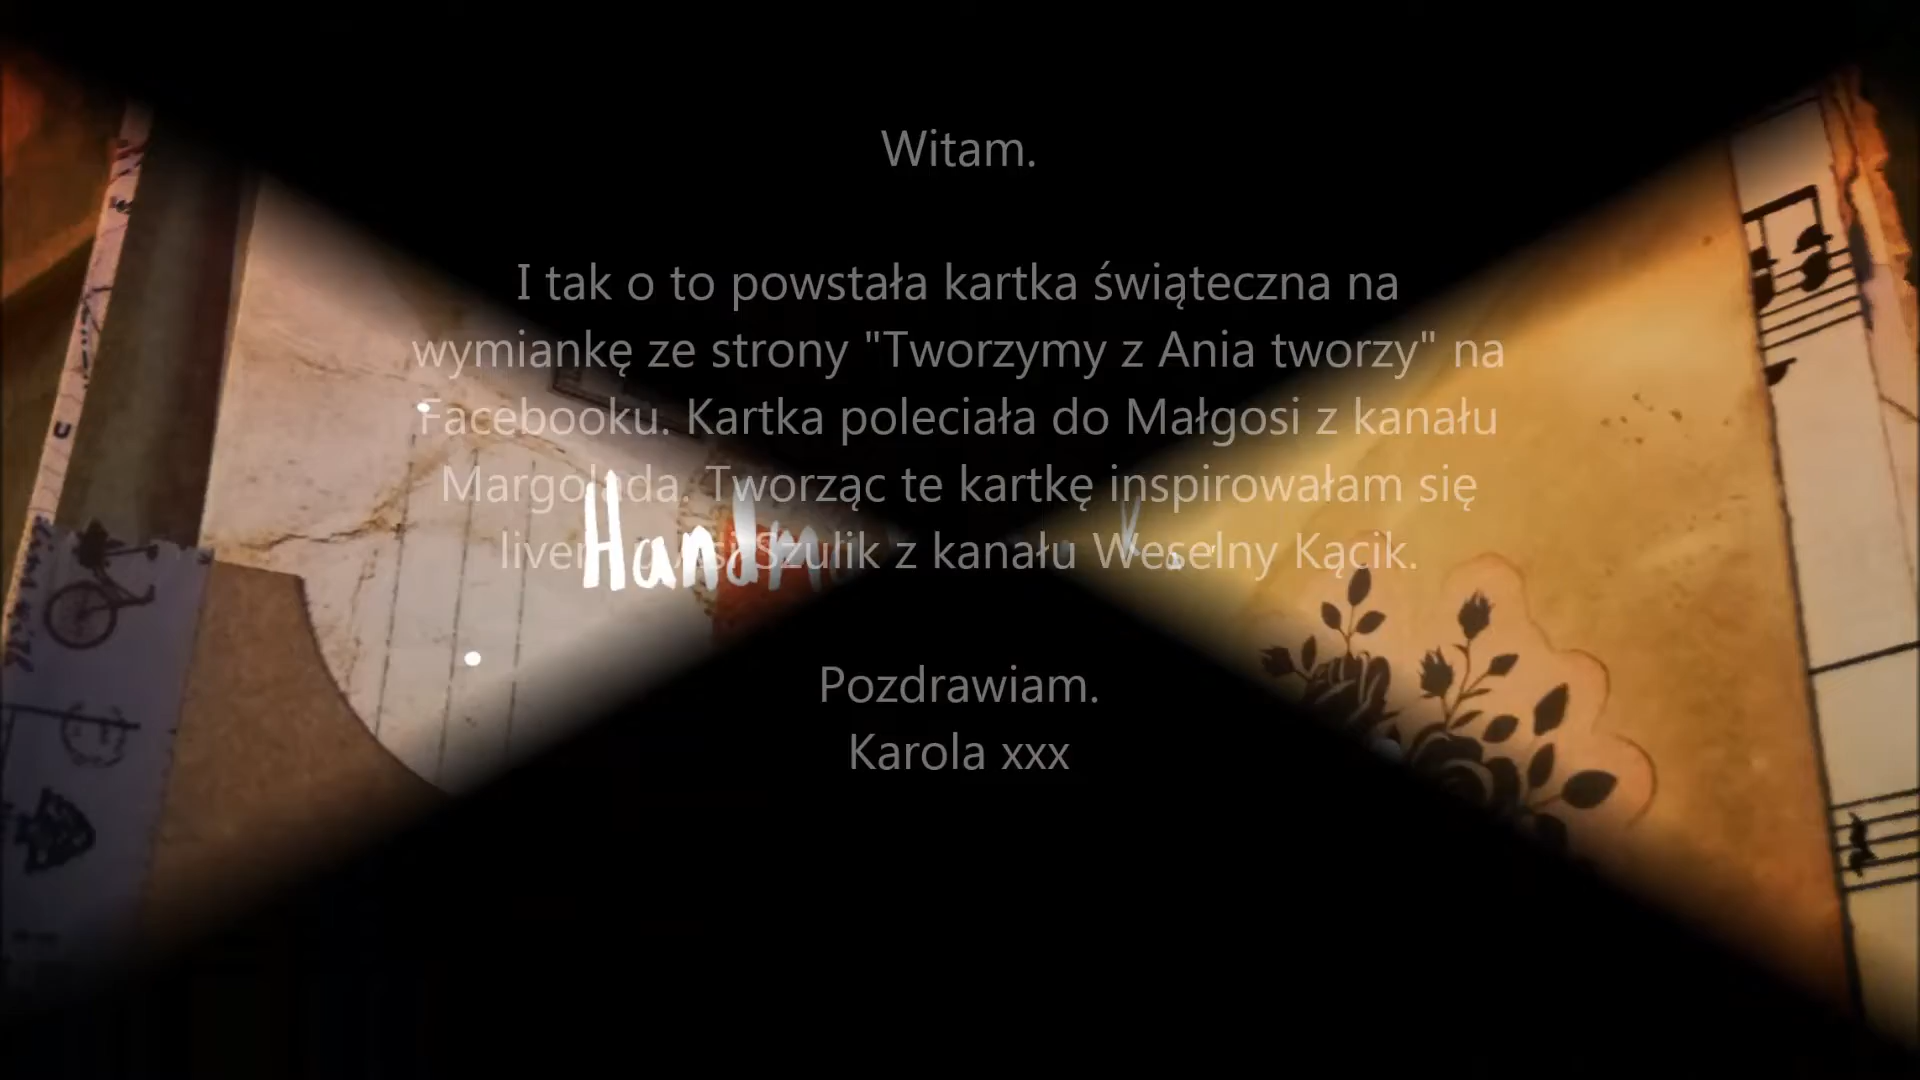 Witam.
I tak o to powstała kartka świąteczna na
wymiankę ze strony "Tworzymy z Ania tworzy" na
Facebooku. Kartka poleciała do Małgosi z kanału
Tworząc te kartkę inspirowałam się
Szulik z kanału Weselny Kącik.
Pozdrawiam.
Karola xxx